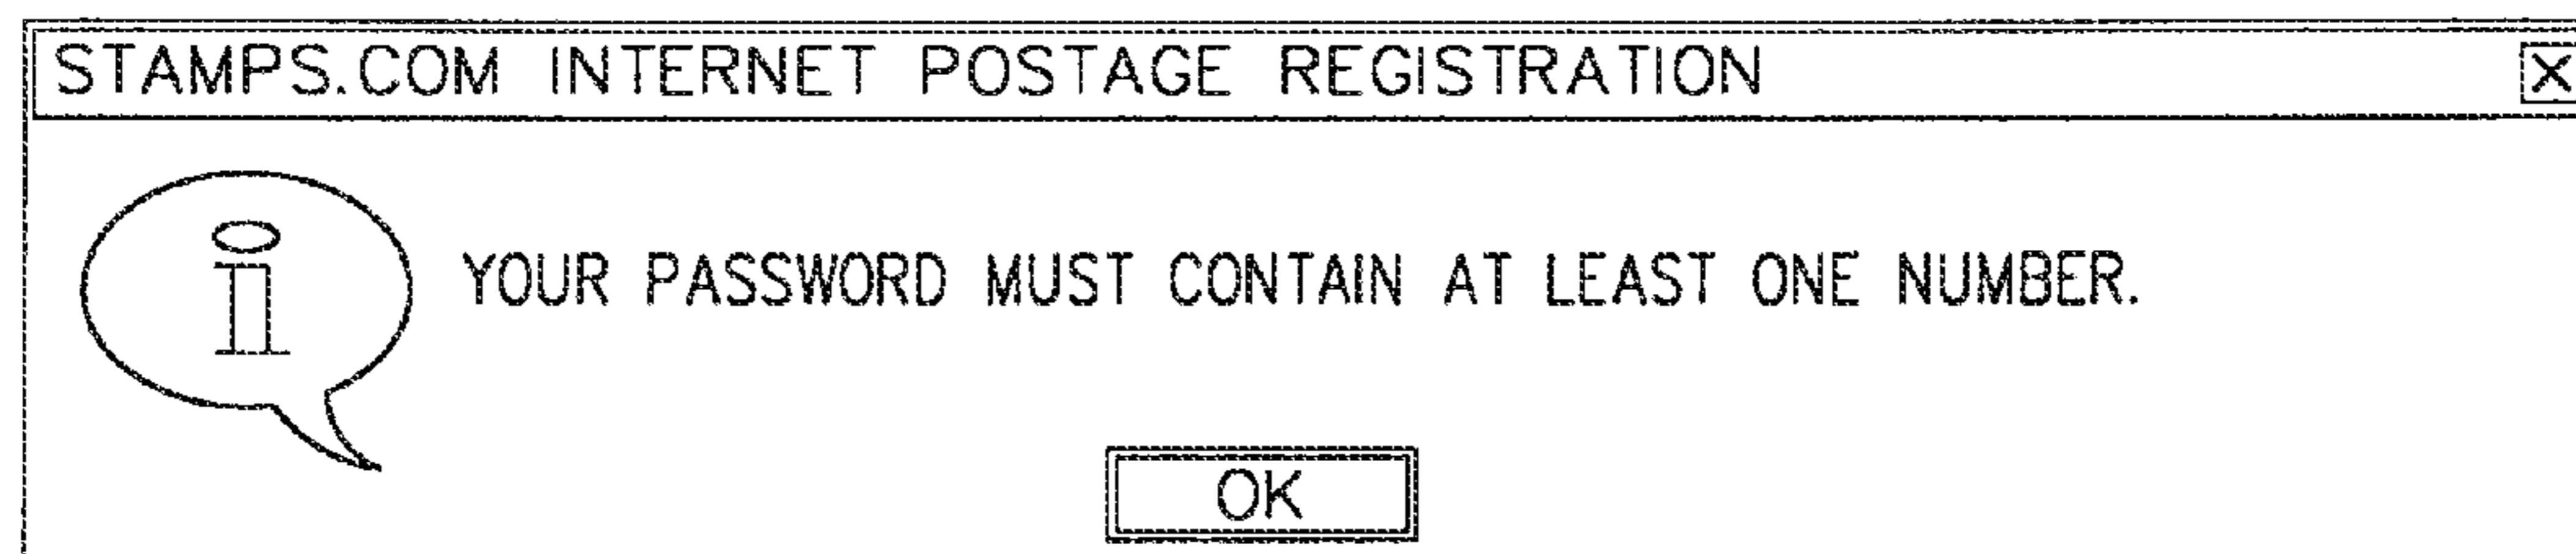 STAMPS.COM INTERNET POSTAGE REGISTRATION X
i YOUR PASSWORD MUST CONTAIN AT LEAST ONE NUMBER.
OK